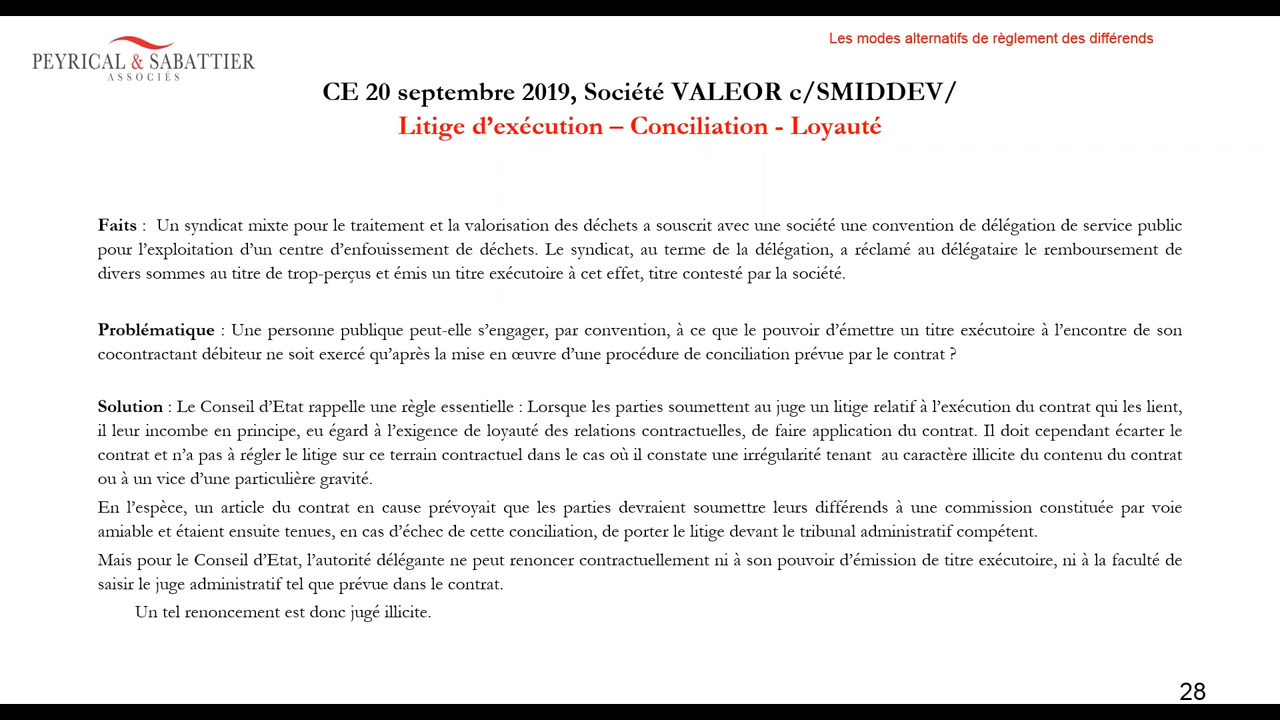 PEYRICAL & SABATTIER
ASSOCIÉS
Les modes alternatifs de règlement des différends
CE 20 septembre 2019, Société VALEOR c/SMIDDEV/
Litige d’exécution – Conciliation - Loyauté
Faits : Un syndicat mixte pour le traitement et la valorisation des déchets a souscrit avec une société une convention de délégation de service public
pour l’exploitation d’un centre d’enfouissement de déchets. Le syndicat, au terme de la délégation, a réclamé au délégataire le remboursement de
divers sommes au titre de trop-perçus et émis un titre exécutoire à cet effet, titre contesté par la société.
Problématique : Une personne publique peut-elle s’engager, par convention, à ce que le pouvoir d’émettre un titre exécutoire à l’encontre de son
cocontractant débiteur ne soit exercé qu’après la mise en œuvre d’une procédure de conciliation prévue par le contrat ?
Solution : Le Conseil d’Etat rappelle une règle essentielle : Lorsque les parties soumettent au juge un litige relatif à l’exécution du contrat qui les lient,
il leur incombe en principe, eu égard à l’exigence de loyauté des relations contractuelles, de faire application du contrat. Il doit cependant écarter le
contrat et n’a pas à régler le litige sur ce terrain contractuel dans le cas où il constate une irrégularité tenant au caractère illicite du contenu du contrat
ou à un vice d’une particulière gravité.
En l’espèce, un article du contrat en cause prévoyait que les parties devraient soumettre leurs différends à une commission constituée par voie
amiable et étaient ensuite tenues, en cas d’échec de cette conciliation, de porter le litige devant le tribunal administratif compétent.
Mais pour le Conseil d’Etat, l’autorité délégante ne peut renoncer contractuellement ni à son pouvoir d’émission de titre exécutoire, ni à la faculté de
saisir le juge administratif tel que prévue dans le contrat.
Un tel renoncement est donc jugé illicite.
28